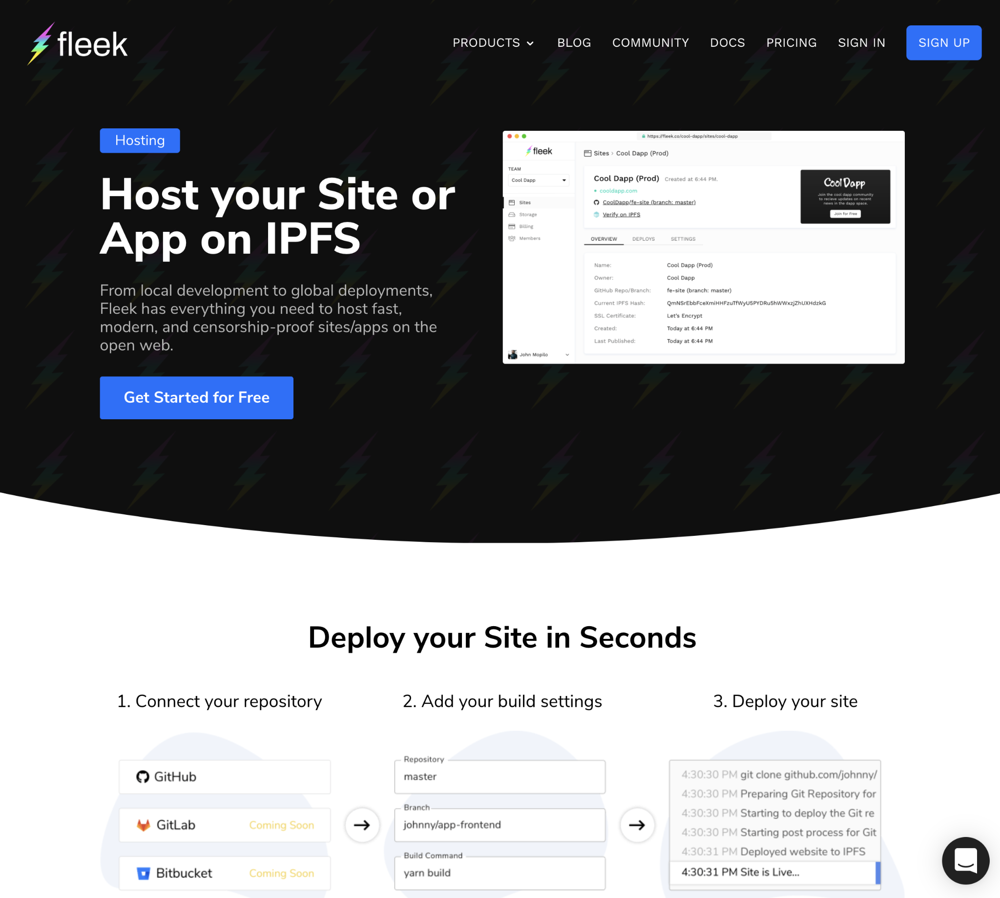 fleek
PRODUCTS BLOG COMMUNITY DOCS PRICING SIGN IN SIGN UP
Hosting
Host your Site or
App on IPFS
From local development to global deployments,
Fleek has everything you need to host fast,
modern, and censorship-proof sites/apps on the
open web.
Get Started for Free
https://fleek.co/cool-dapp/sites/cool-dapp
fleek
TEAM
Cool Dapp
Sites
Storage
Billing
Members
John Mopilo
Sites › Cool Dapp (Prod)
Cool Dapp (Prod) Created at 6:44 PM.
cooldapp.com
CoolDapp/fe-site (branch: master)
Verify on IPFS
Cool Dapp
Join the cool dapp community
to recieve updates on recent
news in the dapp space.
Join for Free
OVERVIEW DEPLOYS SETTINGS
Name: Cool Dapp (Prod)
Owner: Cool Dapp
GitHub Repo/Branch: fe-site (branch: master)
Current IPFS Hash: QmNSrEbbFceXmiHHFzuTfWyU5PYDRu5hWWxzjZhUXHdzkG
SSL Certificate: Let's Encrypt
Created: Today at 6:44 PM
Last Published: Today at 6:44 PM
Deploy your Site in Seconds
1. Connect your repository
GitHub
GitLab Coming Soon
Bitbucket Coming Soon
2. Add your build settings
Repository
master
Branch
johnny/app-frontend
Build Command
yarn build
3. Deploy your site
4:30:30 PM git clone github.com/johnny/
4:30:30 PM Preparing Git Repository for
4:30:30 PM Starting to deploy the Git re
4:30:30 PM Starting post process for Git
4:30:31 PM Deployed website to IPFS
4:30:31 PM Site is Live...